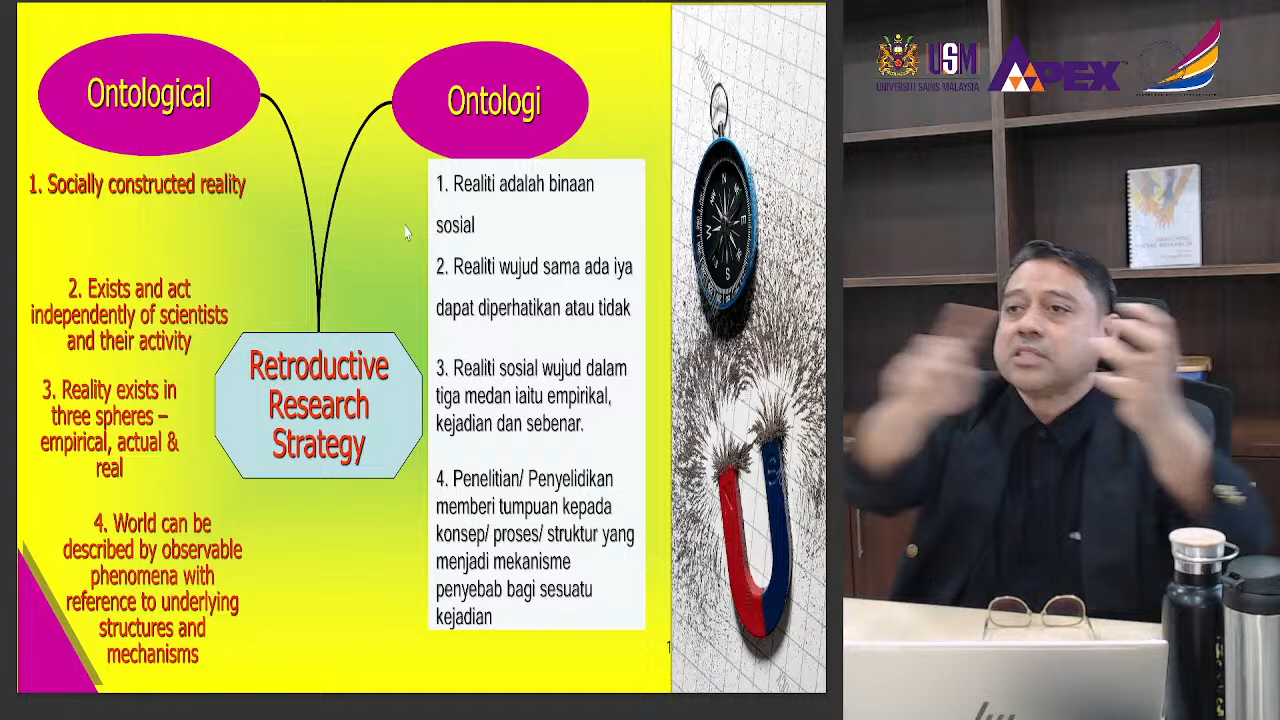 Ontological
1. Socially constructed reality
2. Exists and act
independently of scientists
and their activity
3. Reality exists in
three spheres –
empirical, actual &
real
4. World can be
described by observable
phenomena with
reference to underlying
structures and
mechanisms
Retroductive
Research
Strategy
Ontologi
1. Realiti adalah binaan
sosial
2. Realiti wujud sama ada iya
dapat diperhatikan atau tidak
3. Realiti sosial wujud dalam
tiga medan iaitu empirikal,
kejadian dan sebenar.
4. Penelitian/ Penyelidikan
memberi tumpuan kepada
konsep/ proses/ struktur yang
menjadi mekanisme
penyebab bagi sesuatu
kejadian
1
N
E
S
W
USM
UNIVERSITI SAINS MALAYSIA
APEX
hp